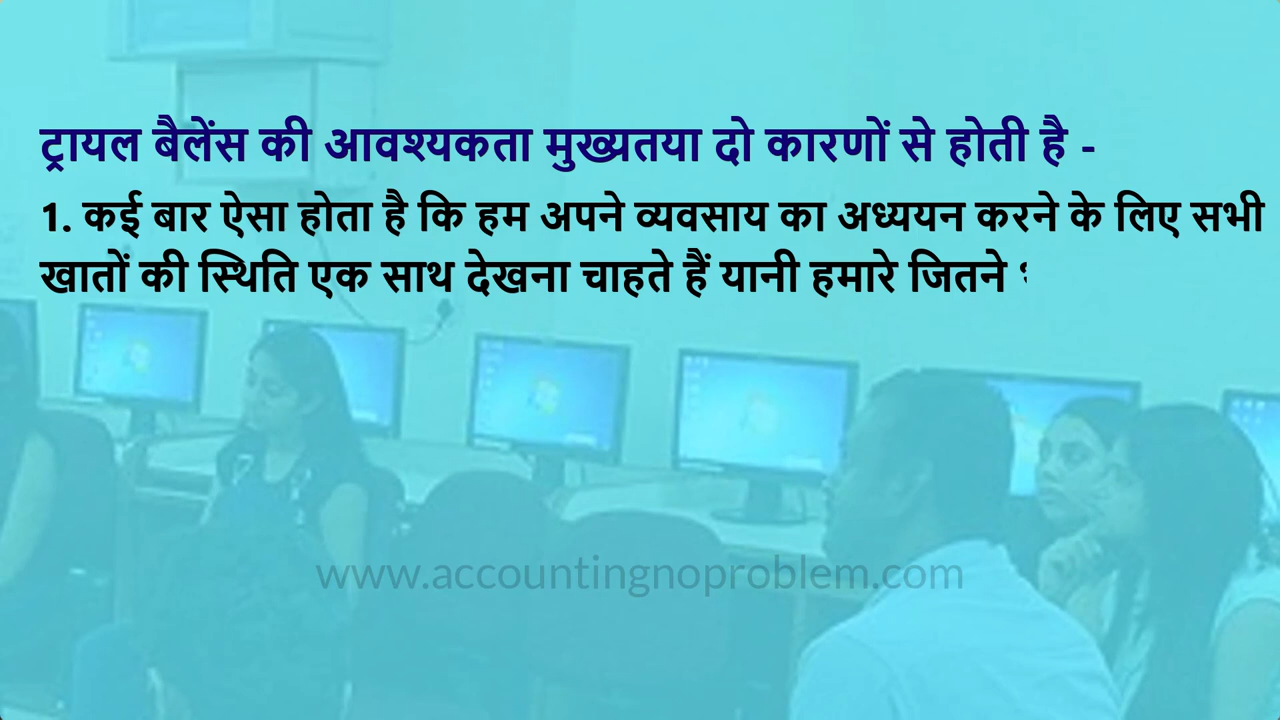 ट्रायल बैलेंस की आवश्यकता मुख्यतया दो कारणों से होती है -
1. कई बार ऐसा होता है कि हम अपने व्यवसाय का अध्ययन करने के लिए सभी
खातों की स्थिति एक साथ देखना चाहते हैं यानी हमारे जितने
www.accountingnoproblem.com